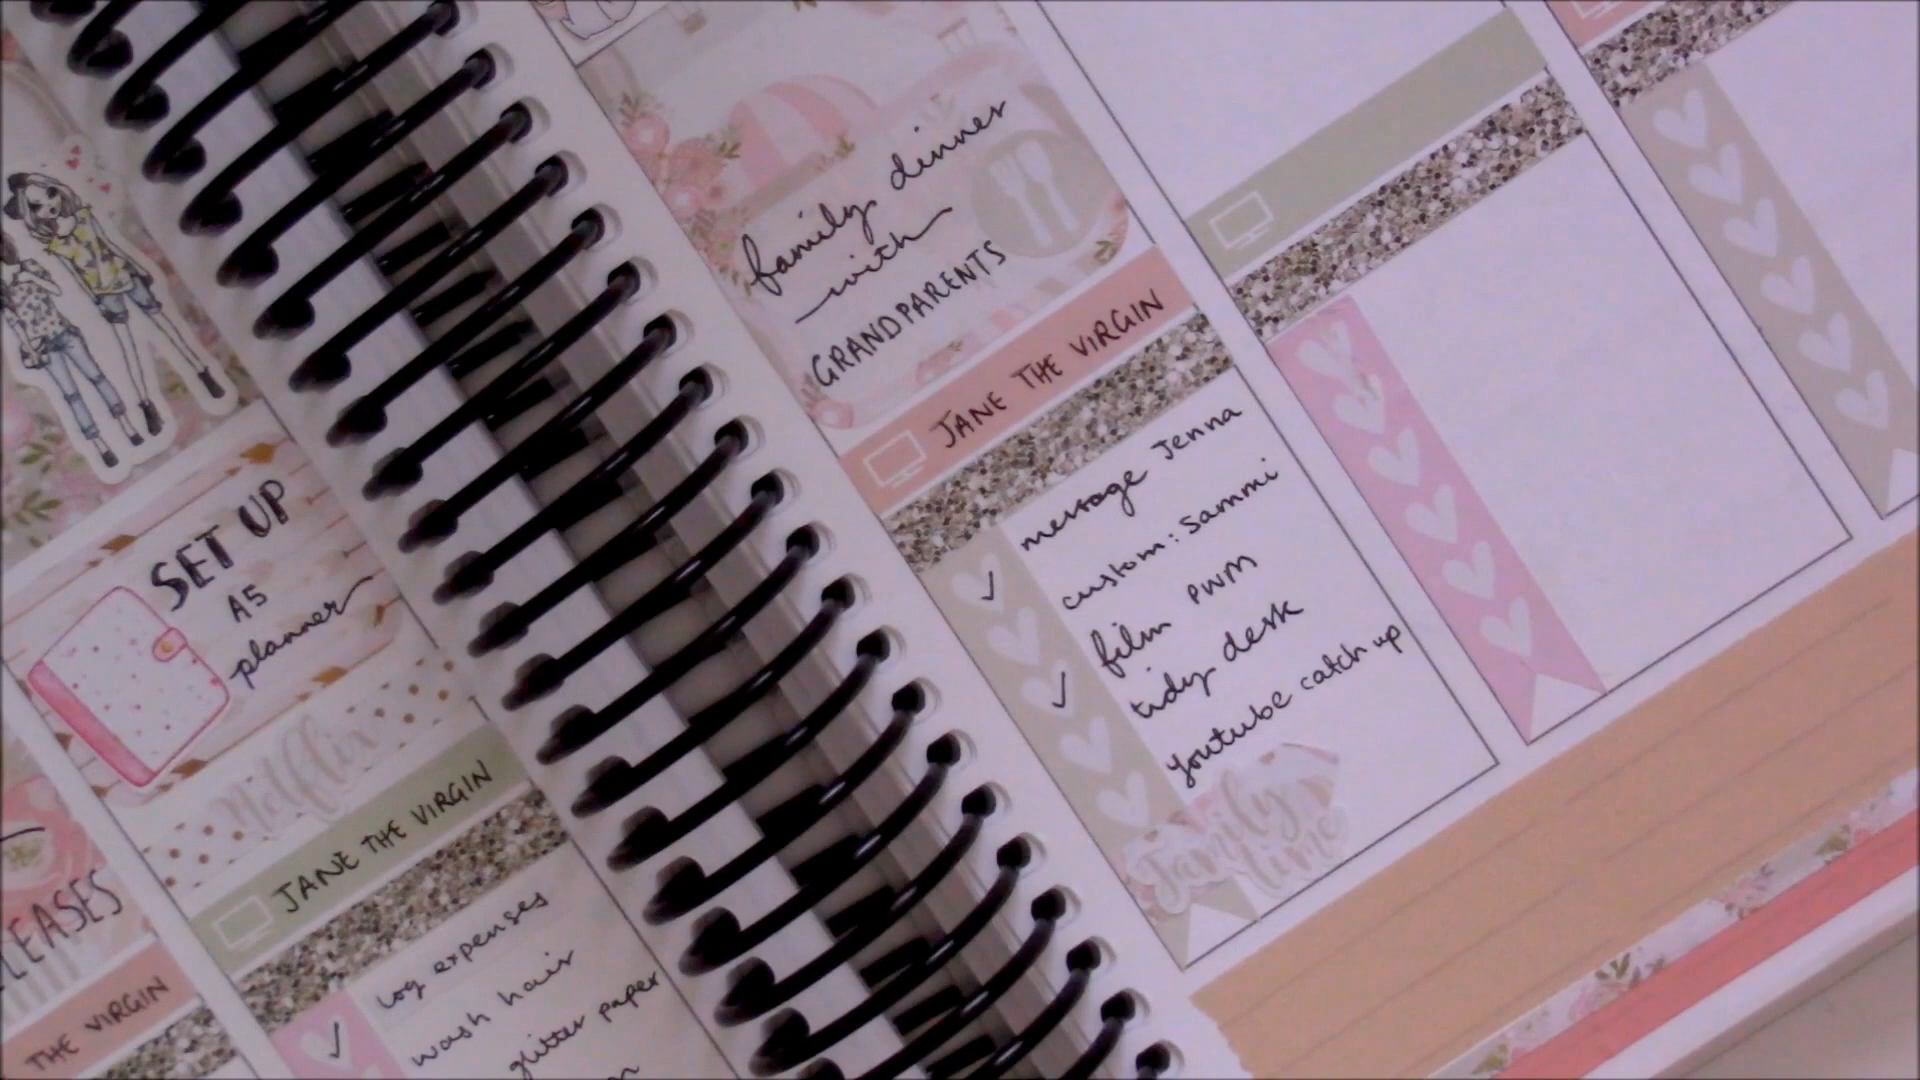 SET UP
A5
planner
Netflix
JANE THE VIRGIN
log expenses
wash hair
glitter paper
LEASES
THE VIRGIN
family dinner
with
GRANDPARENTS
JANE THE VIRGIN
message Jenna
custom: Sammi
film PWM
tidy desk
youtube catch up
Family
time